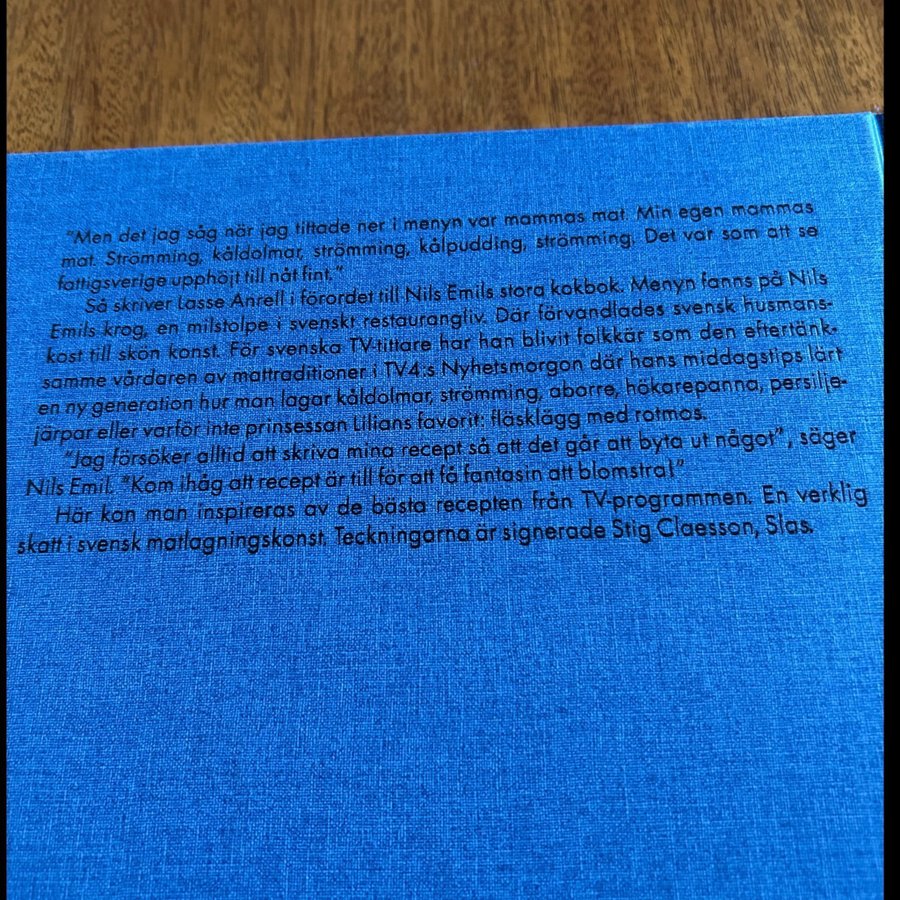 "Men det jag såg när jag tittade ner i menyn var mammas mat. Min egen mammas
mat. Strömming, kåldolmar, strömming, kålpudding, strömming. Det var som att se
fattigsverige upphöjt till nåt fint."
Så skriver Lasse Anrell i förordet till Nils Emils stora kokbok. Menyn fanns på Nils
Emils krog, en milstolpe i svenskt restaurangliv. Där förvandlades svensk husmans-
kost till skön konst. För svenska TV-tittare har han blivit folkkär som den eftertänk-
samme vårdaren av mattraditioner i TV4:s Nyhetsmorgon där hans middagstips lärt
en ny generation hur man lagar kåldolmar, strömming, aborre, hökarepanna, persilje-
järpar eller varför inte prinsessan Lilians favorit: fläsklägg med rotmos.
"Jag försöker alltid att skriva mina recept så att det går att byta ut något", säger
Nils Emil. "Kom ihåg att recept är till för att få fantasin att blomstra!"
Här kan man inspireras av de bästa recepten från TV-programmen. En verklig
skatt i svensk matlagningskonst. Teckningarna är signerade Stig Claesson, Slas.